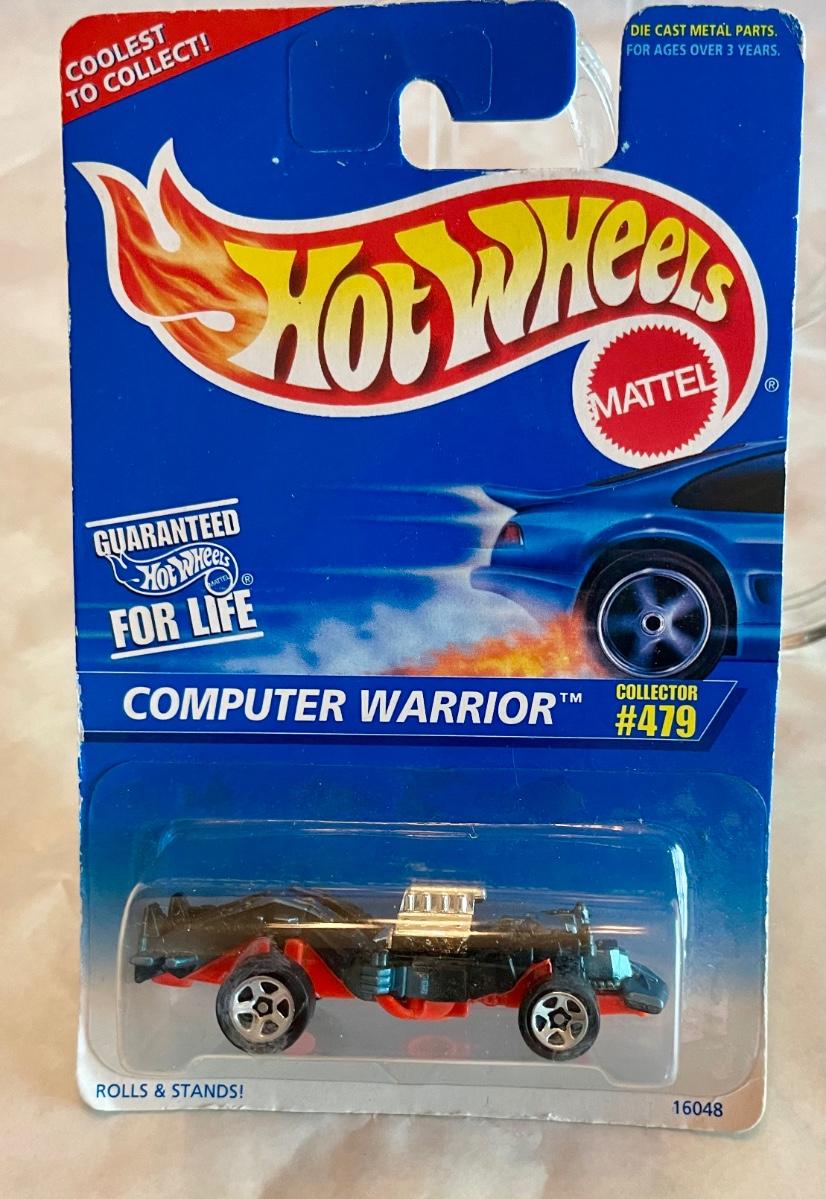 COOLEST
TO COLLECT!
DIE CAST METAL PARTS.
FOR AGES OVER 3 YEARS.
HOT WHEELS
MATTEL
®
GUARANTEED
HOT WHEELS
MATTEL
®
FOR LIFE
COMPUTER WARRIOR™
COLLECTOR
#479
ROLLS & STANDS!
16048